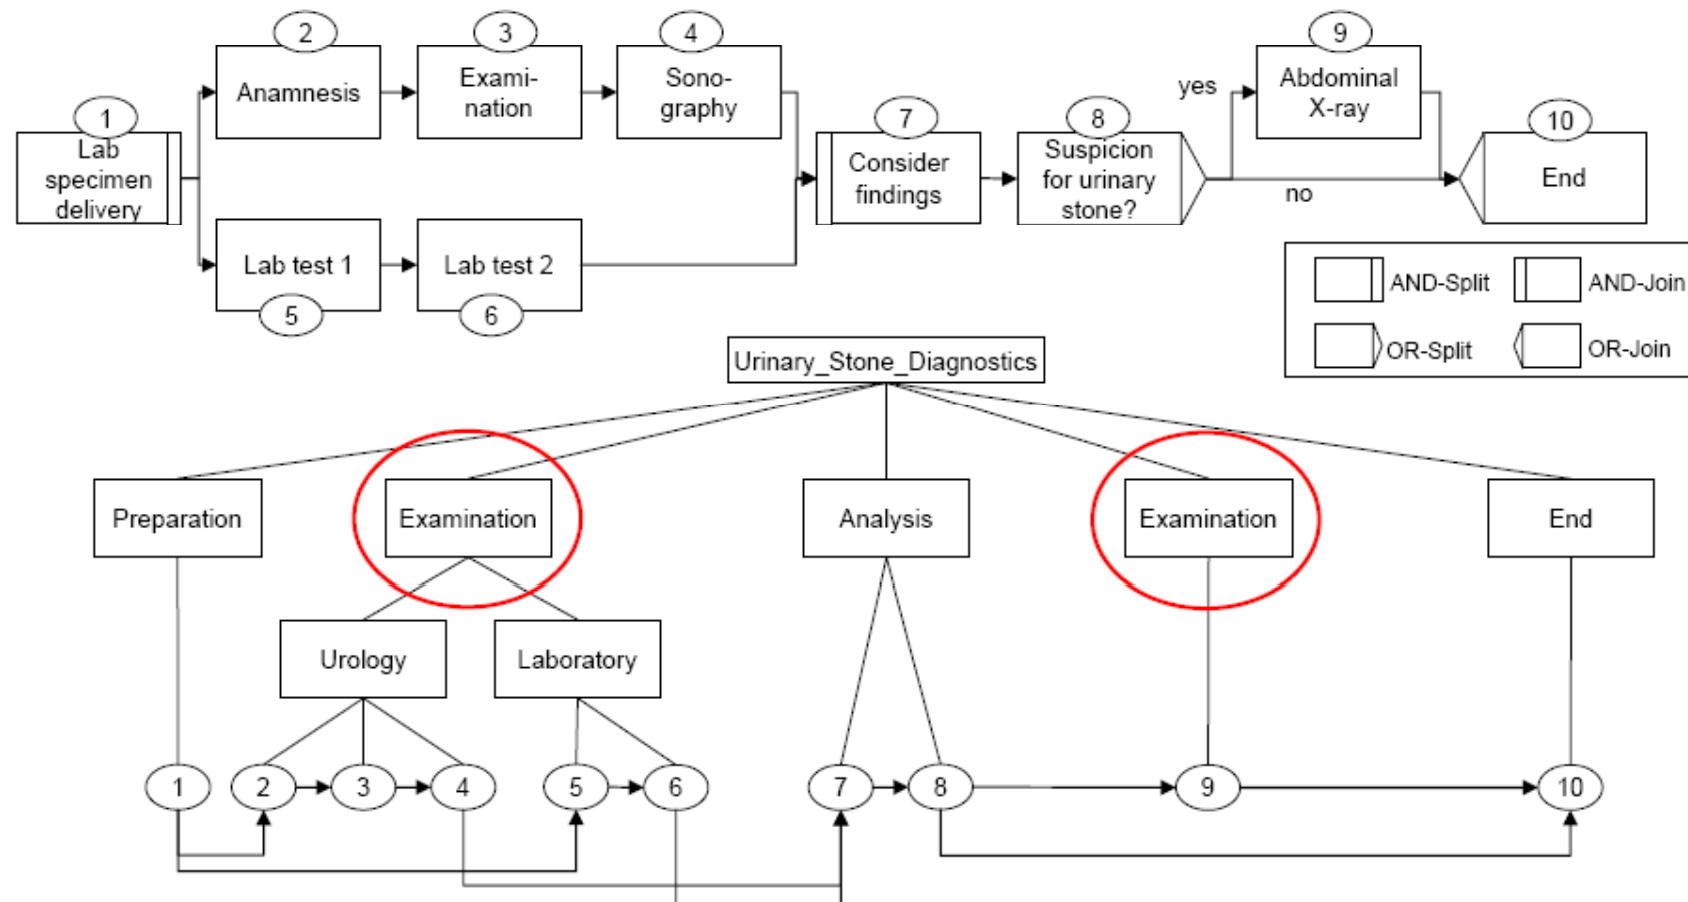 2
3
4
9
Anamnesis
Exami-
nation
Sono-
graphy
yes
Abdominal
X-ray
1
7
8
10
Lab
specimen
delivery
Consider
findings
Suspicion
for urinary
stone?
no
End
Lab test 1
Lab test 2
5
6
AND-Split
AND-Join
OR-Split
OR-Join
Urinary_Stone_Diagnostics
Preparation
Examination
Analysis
Examination
End
Urology
Laboratory
1
2
3
4
5
6
7
8
9
10